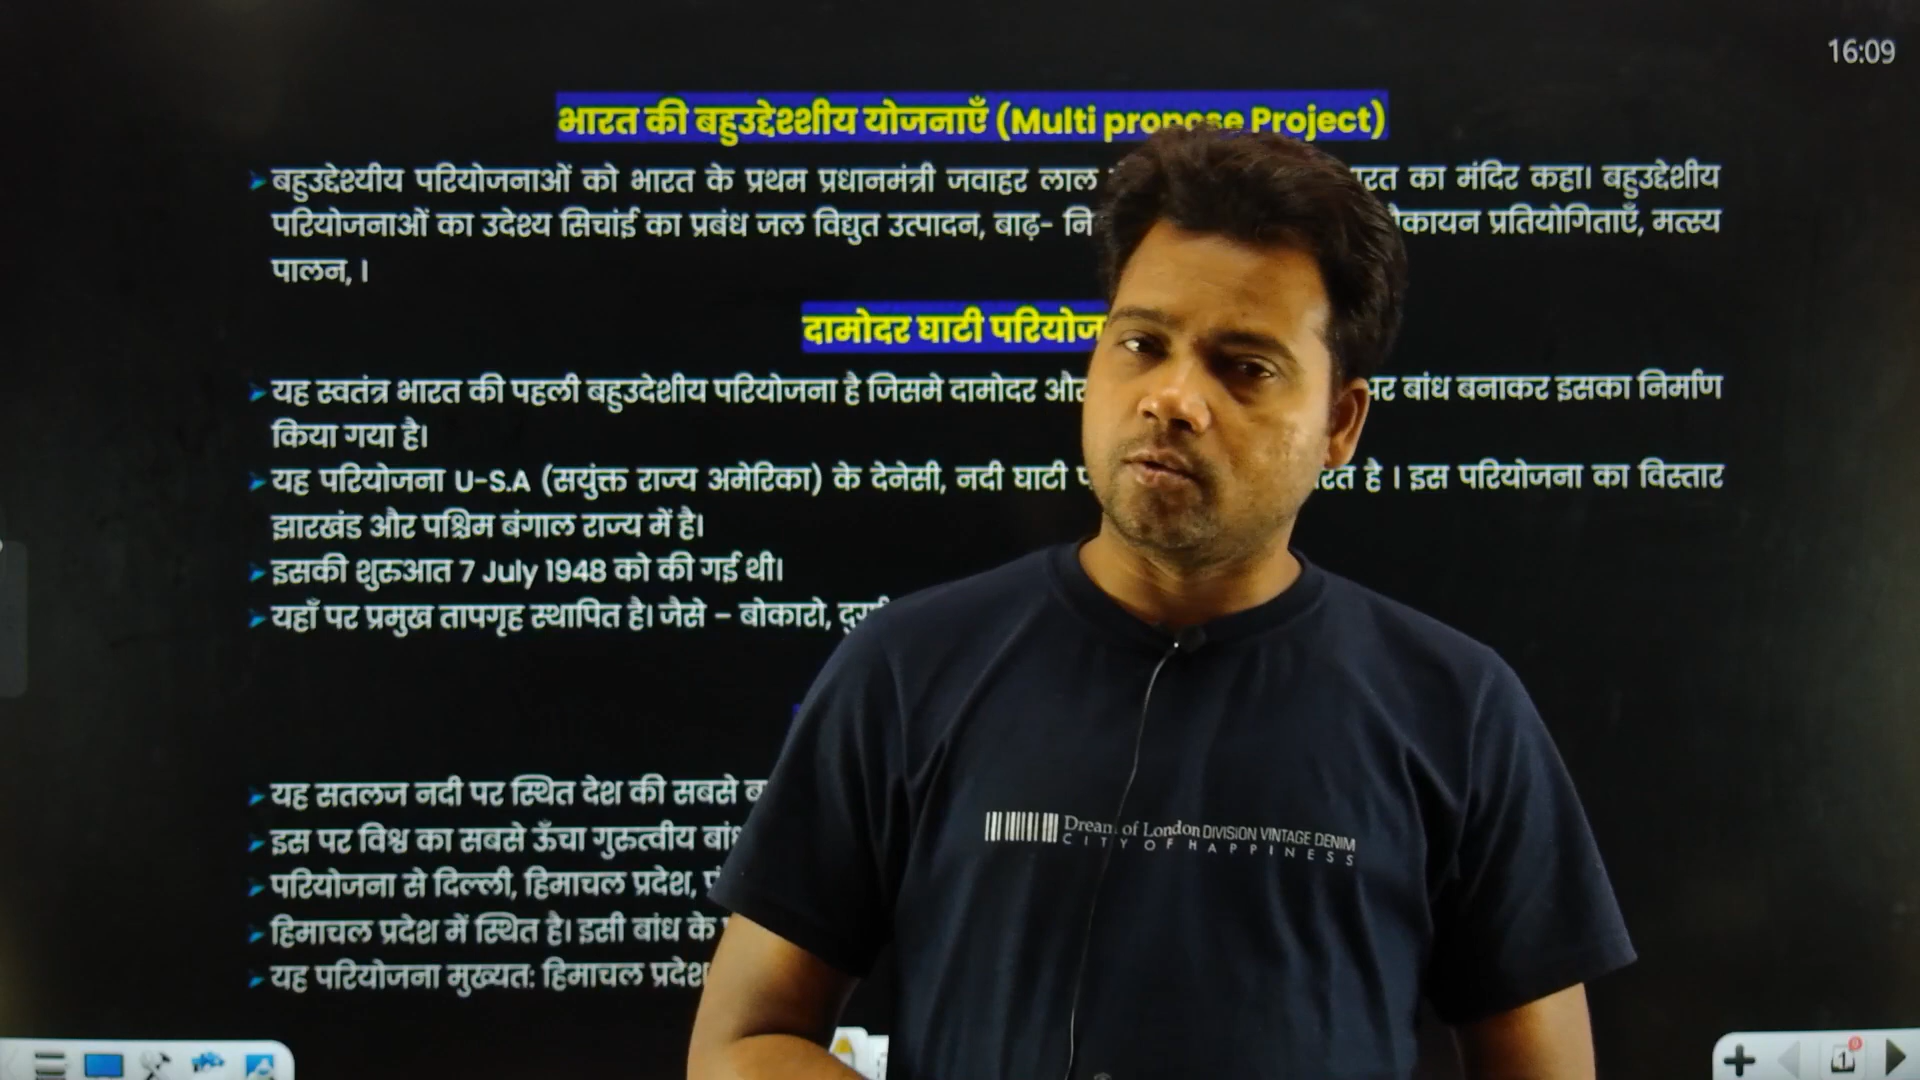 16:09
भारत की बहुउद्देश्शीय योजनाएँ (Multi propose Project)
बहुउद्देश्यीय परियोजनाओं को भारत के प्रथम प्रधानमंत्री जवाहर लाल रत का मंदिर कहा। बहुउद्देशीय
परियोजनाओं का उदेश्य सिचांई का प्रबंध जल विद्युत उत्पादन, बाढ़- नि कायन प्रतियोगिताएँ, मत्स्य
पालन, ।
दामोदर घाटी परियोज
यह स्वतंत्र भारत की पहली बहुउदेशीय परियोजना है जिसमे दामोदर और पर बांध बनाकर इसका निर्माण
किया गया है।
यह परियोजना U-S.A (सयुंक्त राज्य अमेरिका) के देनेसी, नदी घाटी रित है । इस परियोजना का विस्तार
झारखंड और पश्चिम बंगाल राज्य में है।
इसकी शुरुआत 7 July 1948 को की गई थी।
यहाँ पर प्रमुख तापगृह स्थापित है। जैसे – बोकारो,
यह सतलज नदी पर स्थित देश की सबसे
इस पर विश्व का सबसे ऊँचा गुरुत्वीय बां
परियोजना से दिल्ली, हिमाचल प्रदेश,
हिमाचल प्रदेश में स्थित है। इसी बांध के
यह परियोजना मुख्यत: हिमाचल प्रदेश
Dream of London DIVISION VINTAGE DENIM
CITY OF HAPPINESS
1